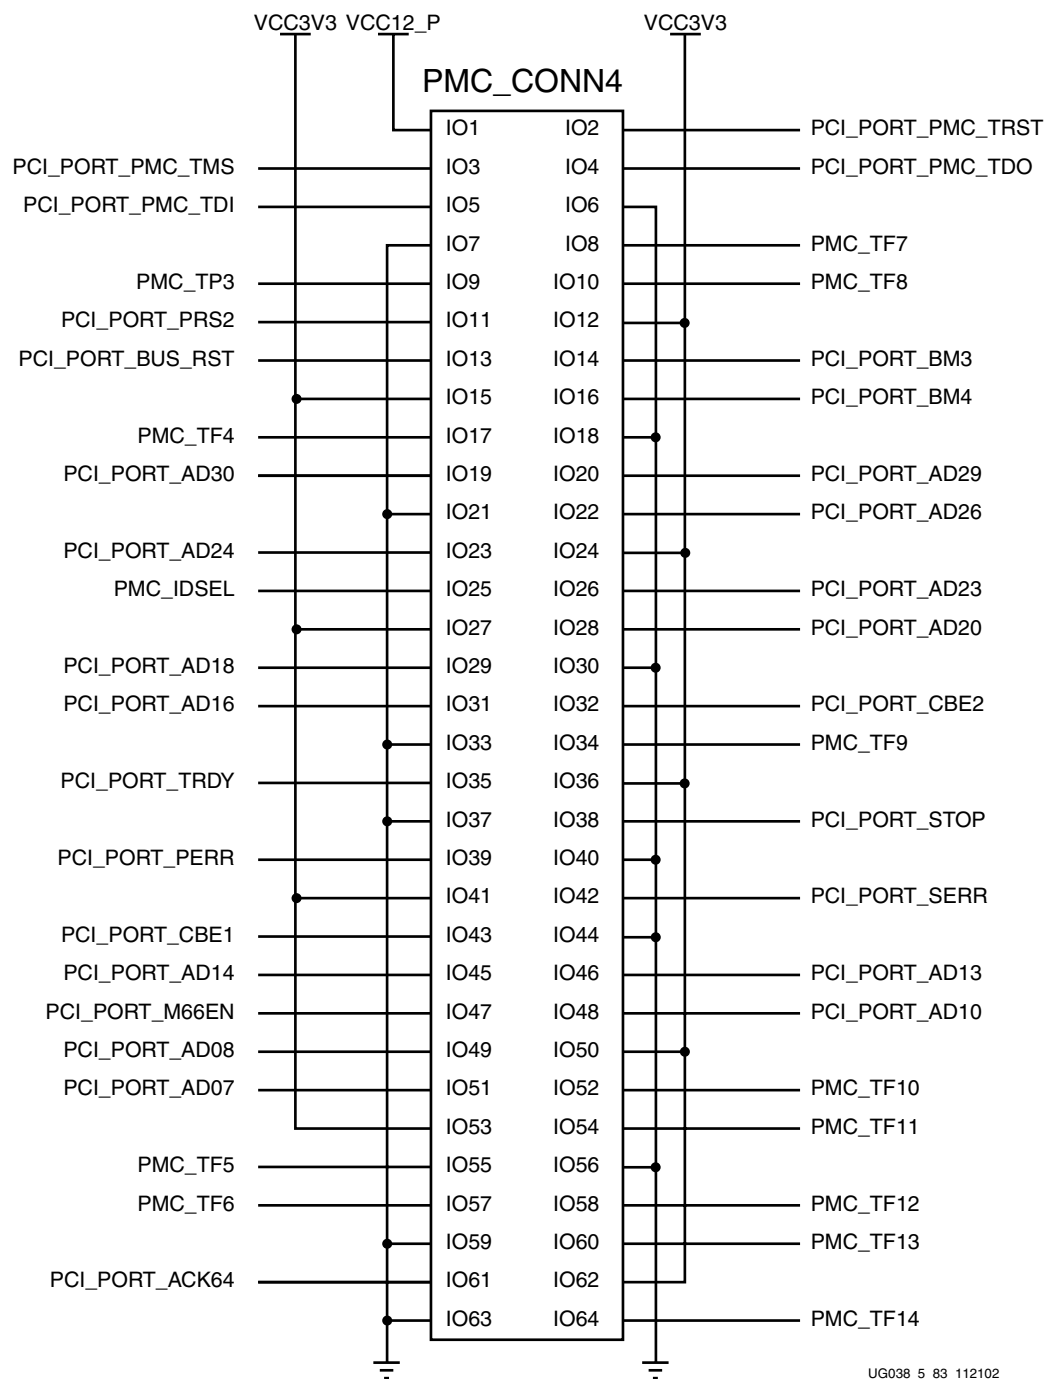 VCC3V3 VCC12_P VCC3V3
PMC_CONN4
IO1 IO2 PCI_PORT_PMC_TRST
PCI_PORT_PMC_TMS IO3 IO4 PCI_PORT_PMC_TDO
PCI_PORT_PMC_TDI IO5 IO6
IO7 IO8 PMC_TF7
PMC_TP3 IO9 IO10 PMC_TF8
PCI_PORT_PRS2 IO11 IO12
PCI_PORT_BUS_RST IO13 IO14 PCI_PORT_BM3
IO15 IO16 PCI_PORT_BM4
PMC_TF4 IO17 IO18
PCI_PORT_AD30 IO19 IO20 PCI_PORT_AD29
IO21 IO22 PCI_PORT_AD26
PCI_PORT_AD24 IO23 IO24
PMC_IDSEL IO25 IO26 PCI_PORT_AD23
IO27 IO28 PCI_PORT_AD20
PCI_PORT_AD18 IO29 IO30
PCI_PORT_AD16 IO31 IO32 PCI_PORT_CBE2
IO33 IO34 PMC_TF9
PCI_PORT_TRDY IO35 IO36
IO37 IO38 PCI_PORT_STOP
PCI_PORT_PERR IO39 IO40
IO41 IO42 PCI_PORT_SERR
PCI_PORT_CBE1 IO43 IO44
PCI_PORT_AD14 IO45 IO46 PCI_PORT_AD13
PCI_PORT_M66EN IO47 IO48 PCI_PORT_AD10
PCI_PORT_AD08 IO49 IO50
PCI_PORT_AD07 IO51 IO52 PMC_TF10
IO53 IO54 PMC_TF11
PMC_TF5 IO55 IO56
PMC_TF6 IO57 IO58 PMC_TF12
IO59 IO60 PMC_TF13
PCI_PORT_ACK64 IO61 IO62
IO63 IO64 PMC_TF14
UG038_5_83_112102